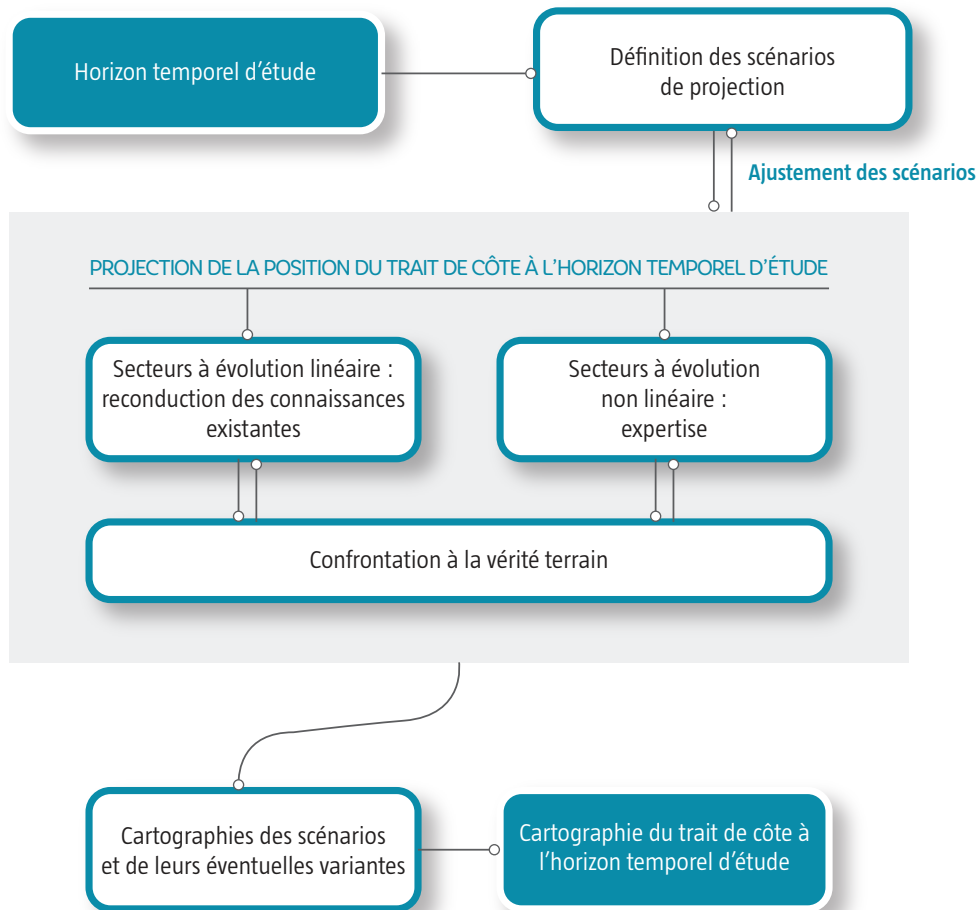 Horizon temporel d'étude
Définition des scénarios
de projection
Ajustement des scénarios
PROJECTION DE LA POSITION DU TRAIT DE CÔTE À L'HORIZON TEMPOREL D'ÉTUDE
Secteurs à évolution linéaire :
reconduction des connaissances
existantes
Secteurs à évolution
non linéaire :
expertise
Confrontation à la vérité terrain
Cartographies des scénarios
et de leurs éventuelles variantes
Cartographie du trait de côte à
l'horizon temporel d'étude